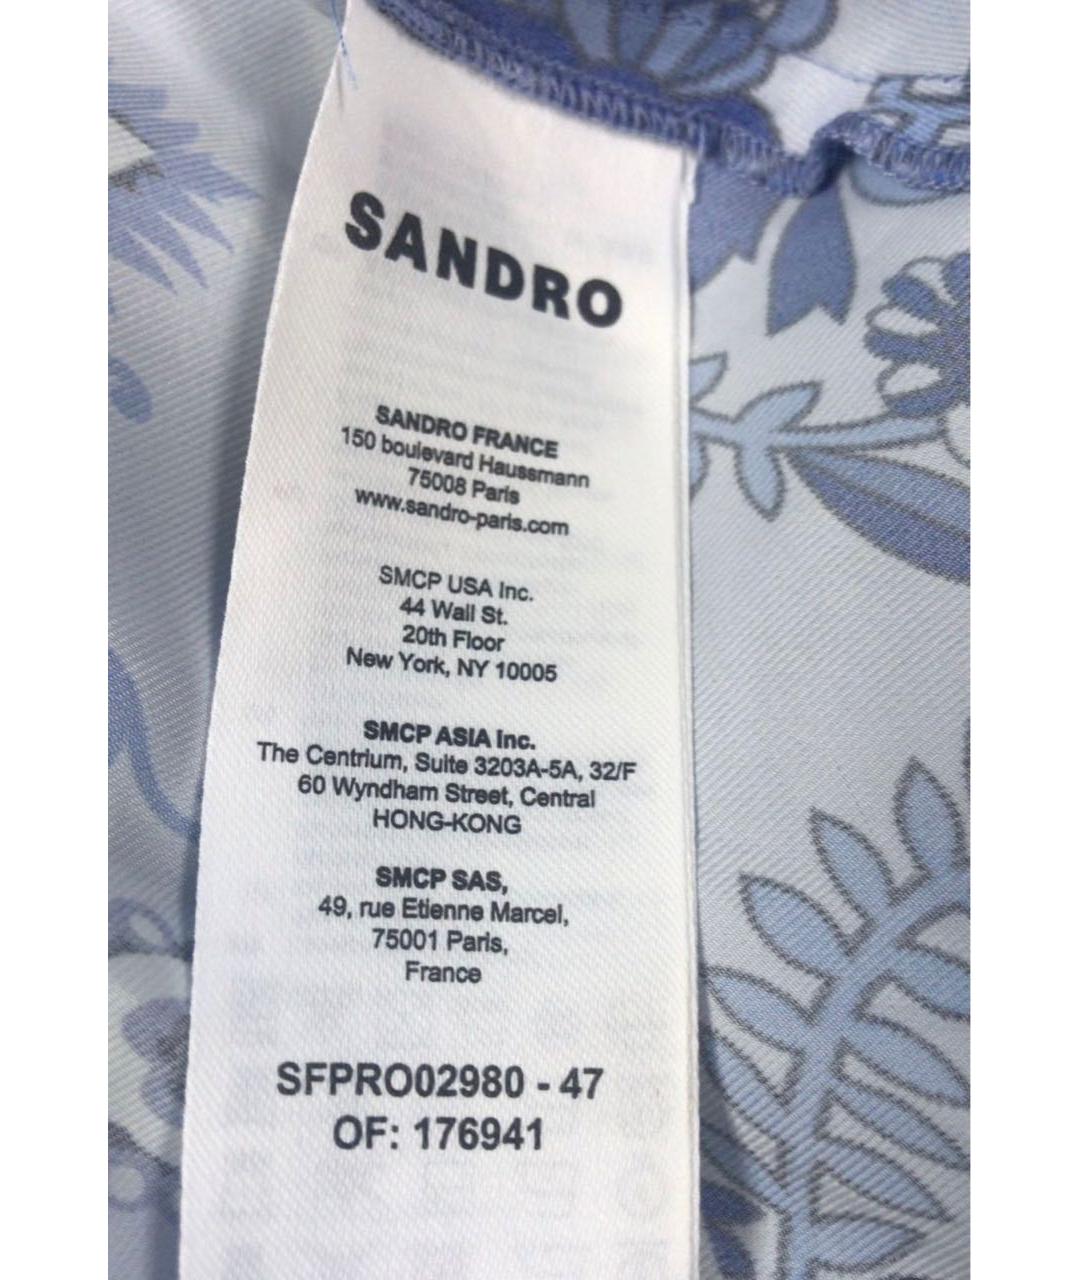 SANDRO
SANDRO FRANCE
150 boulevard Haussmann
75008 Paris
www.sandro-paris.com
SMCP USA Inc.
44 Wall St.
20th Floor
New York, NY 10005
SMCP ASIA Inc.
The Centrium, Suite 3203A-5A, 32/F
60 Wyndham Street, Central
HONG-KONG
SMCP SAS,
49, rue Etienne Marcel,
75001 Paris,
France
SFPRO02980 - 47
OF: 176941